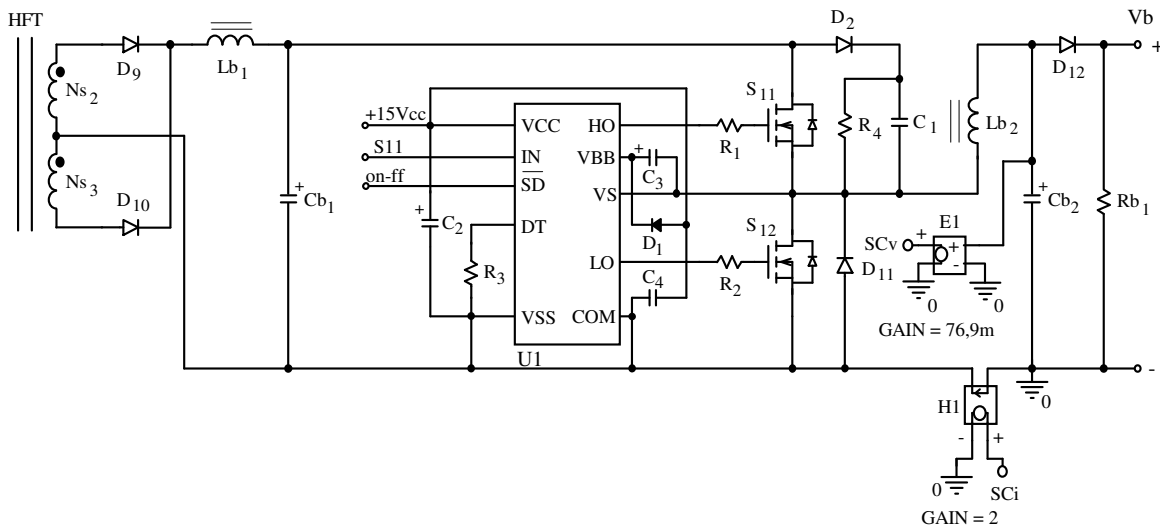 HFT
Ns2
Ns3
D9
D10
Lb1
Cb1
+
+15Vcc
S11
on-ff
+
C2
R3
VCC
IN
SD
DT
VSS
HO
VBB
VS
LO
COM
U1
+
C3
D1
C4
R1
R2
S11
S12
D2
R4
C1
D11
Lb2
D12
Vb
+
-
+
Cb2
Rb1
SCv
+
E1
+
-
0
0
GAIN = 76,9m
H1
-
+
0
0
SCi
GAIN = 2